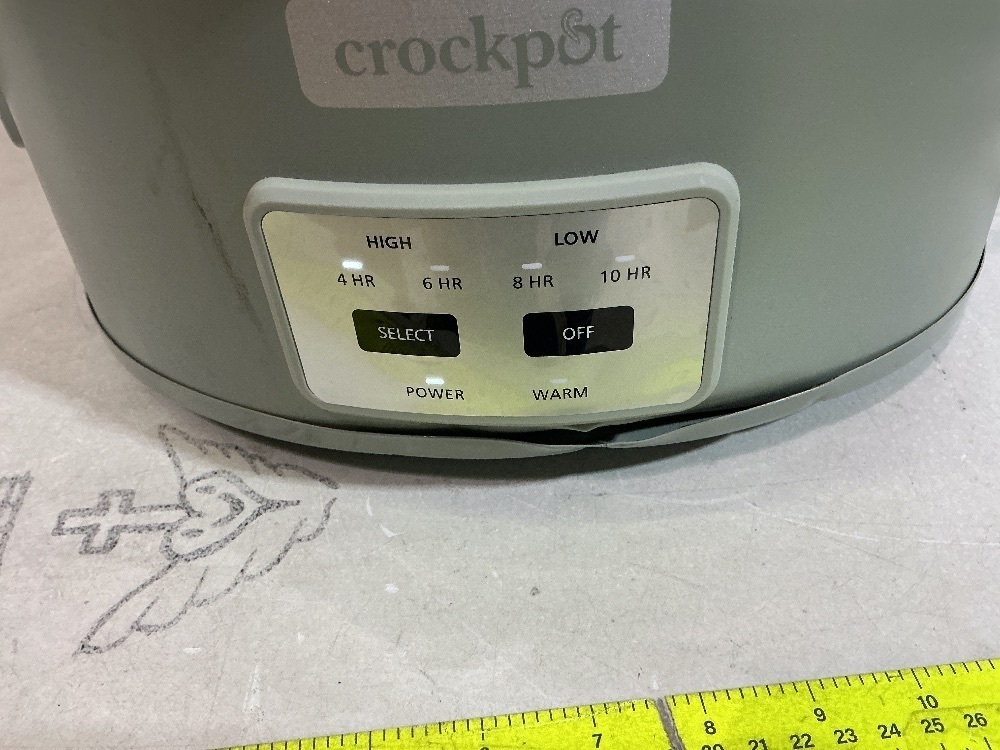 crockpot
HIGH LOW
4 HR 6 HR 8 HR 10 HR
SELECT OFF
POWER WARM
7 8 9 10
21 22 23 24 25 26